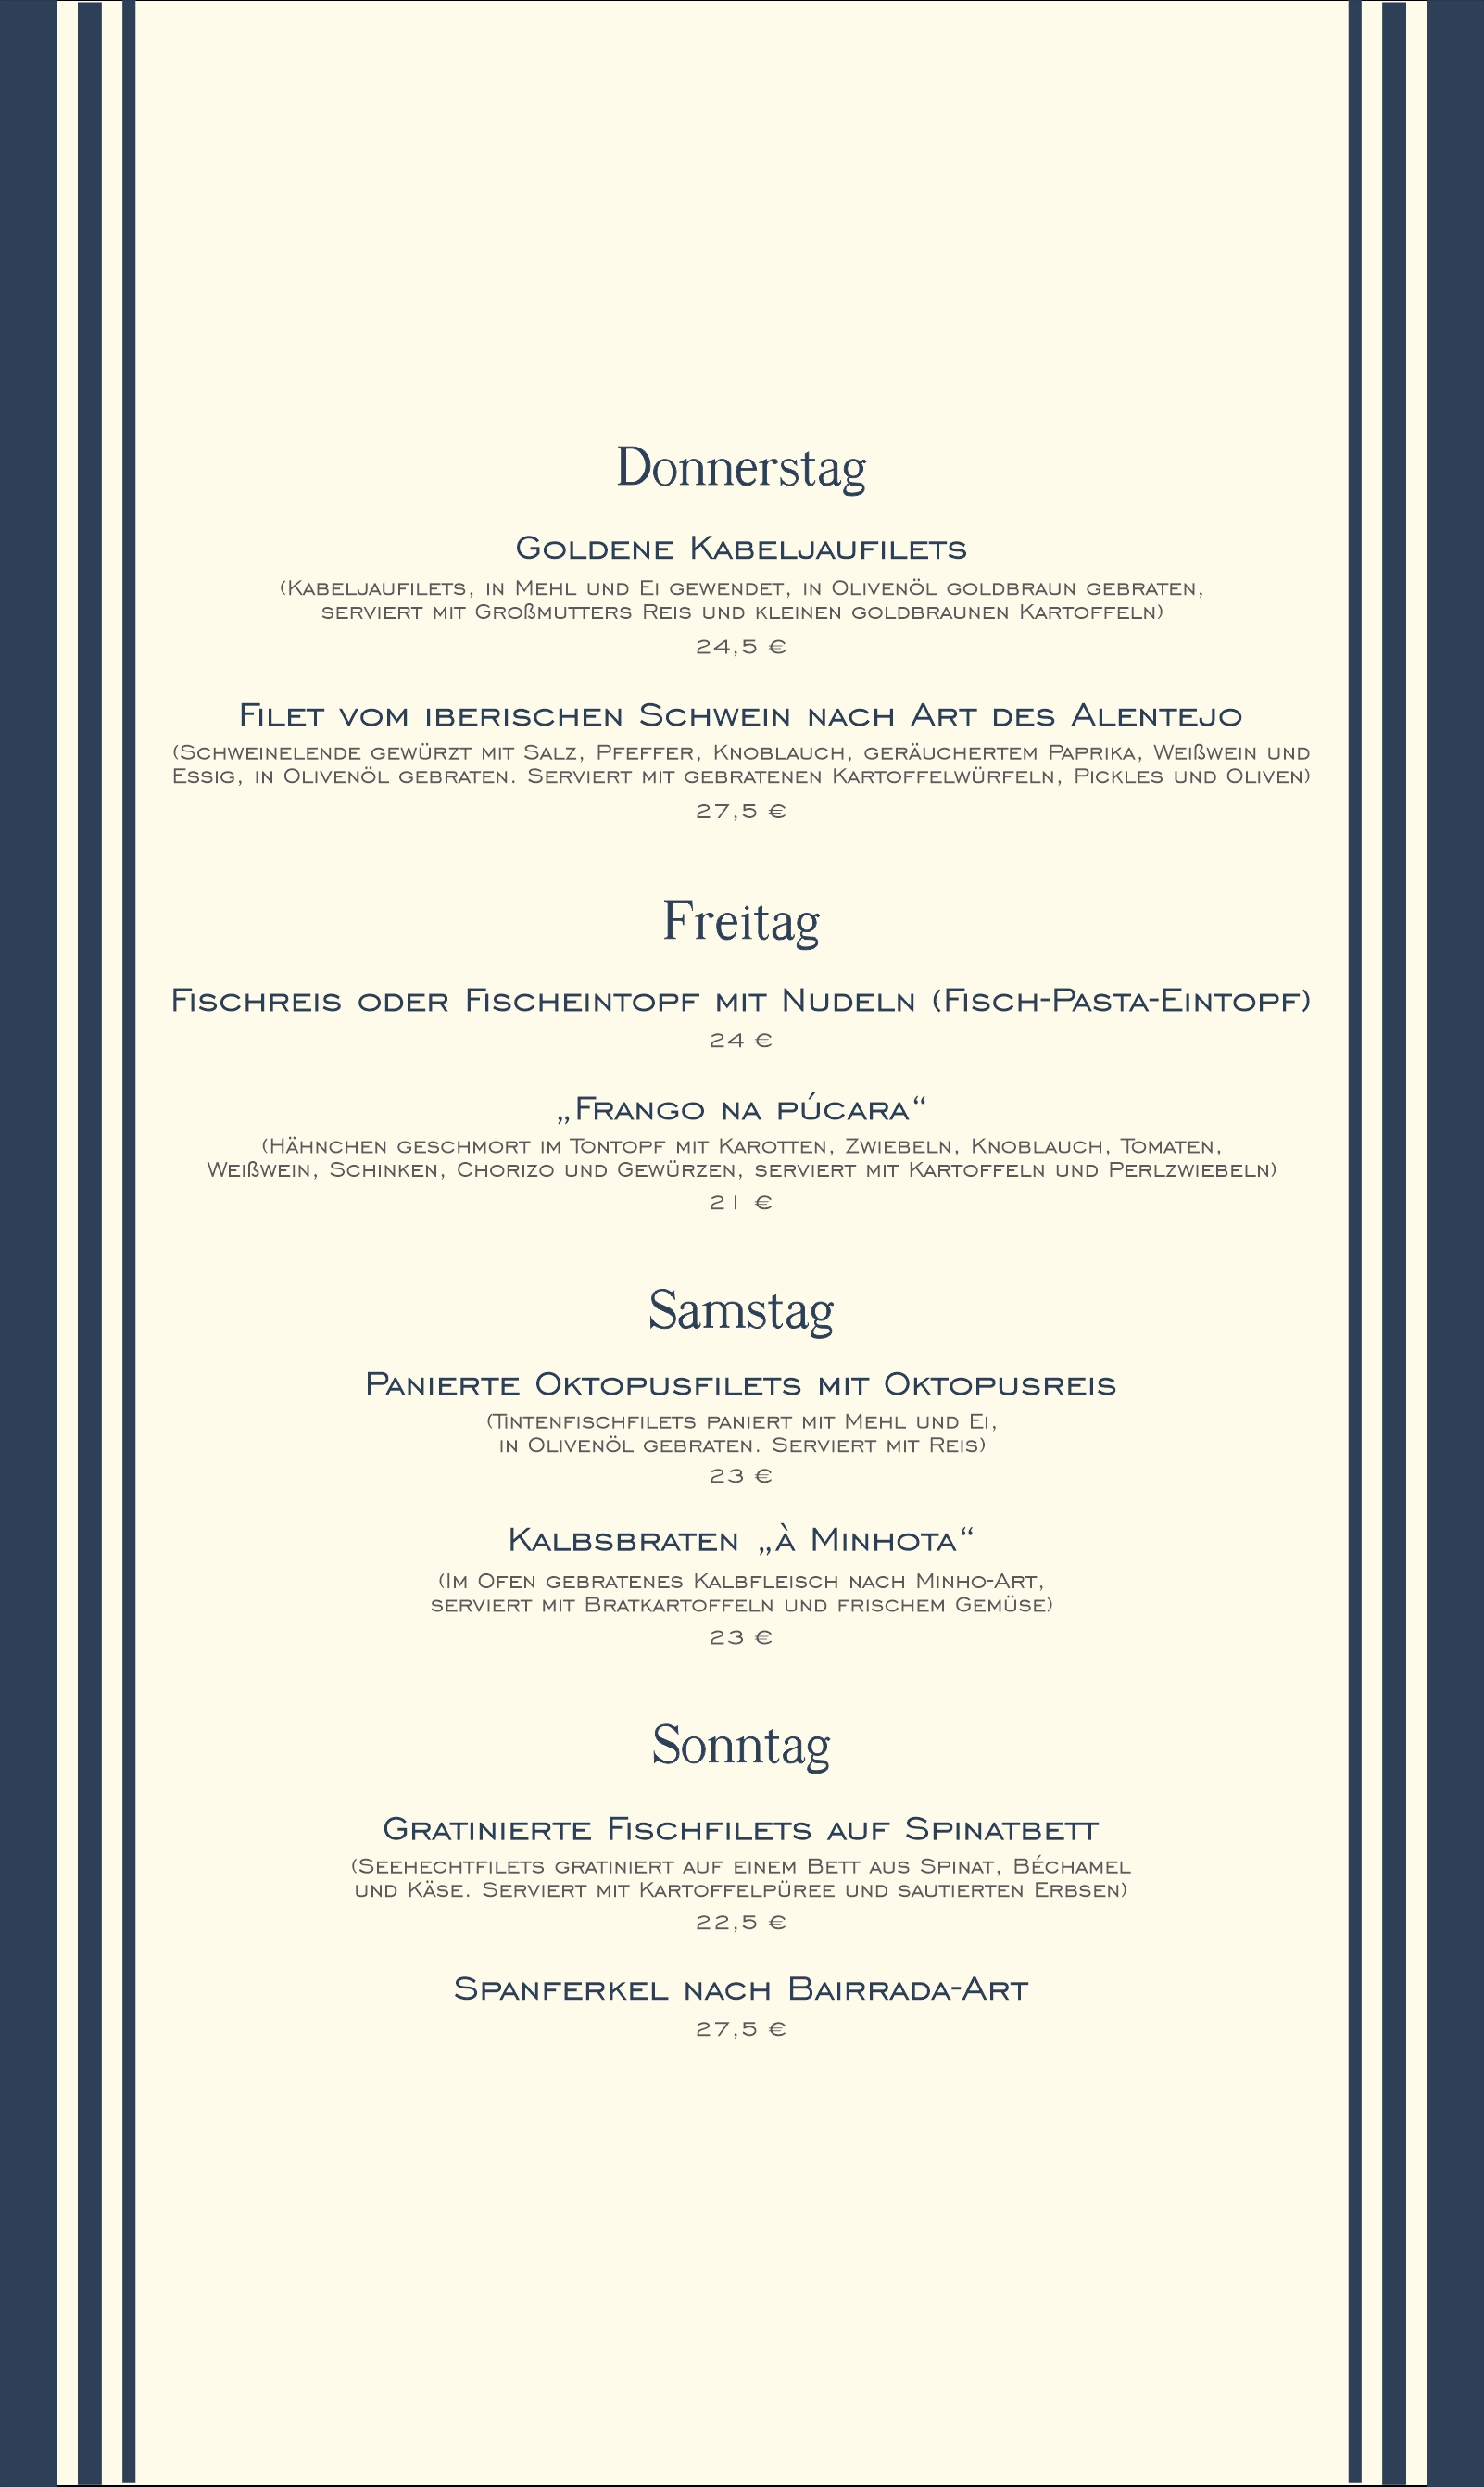 Donnerstag
Goldene Kabeljaufilets
(Kabeljaufilets, in Mehl und Ei gewendet, in Olivenöl goldbraun gebraten,
serviert mit Großmutters Reis und kleinen goldbraunen Kartoffeln)
24,5 €
Filet vom iberischen Schwein nach Art des Alentejo
(Schweinelende gewürzt mit Salz, Pfeffer, Knoblauch, geräuchertem Paprika, Weißwein und
Essig, in Olivenöl gebraten. Serviert mit gebratenen Kartoffelwürfeln, Pickles und Oliven)
27,5 €
Freitag
Fischreis oder Fischeintopf mit Nudeln (Fisch-Pasta-Eintopf)
24 €
„Frango na púcara“
(Hähnchen geschmort im Tontopf mit Karotten, Zwiebeln, Knoblauch, Tomaten,
Weißwein, Schinken, Chorizo und Gewürzen, serviert mit Kartoffeln und Perlzwiebeln)
21 €
Samstag
Panierte Oktopusfilets mit Oktopusreis
(Tintenfischfilets paniert mit Mehl und Ei,
in Olivenöl gebraten. Serviert mit Reis)
23 €
Kalbsbraten „à Minhota“
(Im Ofen gebratenes Kalbfleisch nach Minho-Art,
serviert mit Bratkartoffeln und frischem Gemüse)
23 €
Sonntag
Gratinierte Fischfilets auf Spinatbett
(Seehechtfilets gratiniert auf einem Bett aus Spinat, Béchamel
und Käse. Serviert mit Kartoffelpüree und sautierten Erbsen)
22,5 €
Spanferkel nach Bairrada-Art
27,5 €